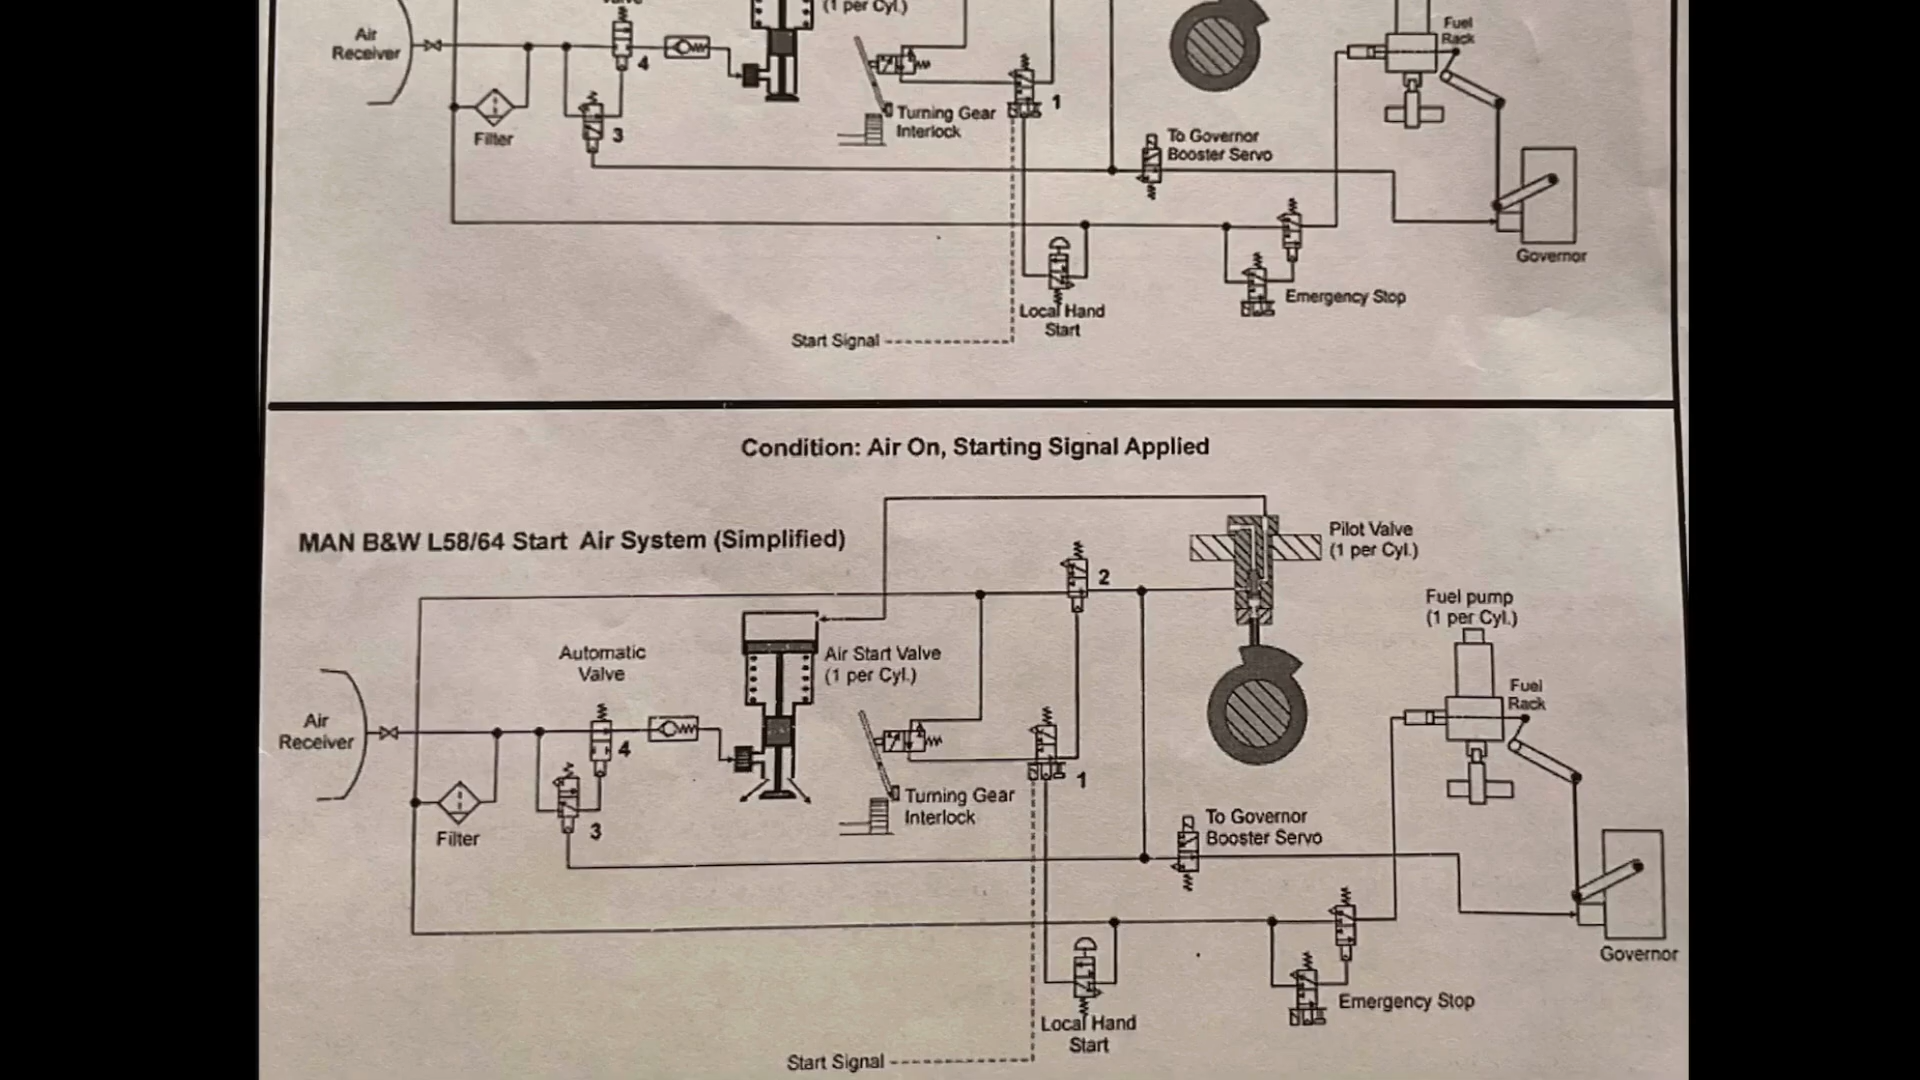 (1 per Cyl.)
Fuel
Rack
Air
Receiver
4
1
Turning Gear
Interlock
Filter
3
To Governor
Booster Servo
Governor
Emergency Stop
Local Hand
Start
Start Signal
Condition: Air On, Starting Signal Applied
MAN B&W L58/64 Start Air System (Simplified)
Pilot Valve
(1 per Cyl.)
2
Fuel pump
(1 per Cyl.)
Automatic
Valve
Air Start Valve
(1 per Cyl.)
Fuel
Rack
Air
Receiver
4
1
Turning Gear
Interlock
Filter
3
To Governor
Booster Servo
Governor
Emergency Stop
Local Hand
Start
Start Signal